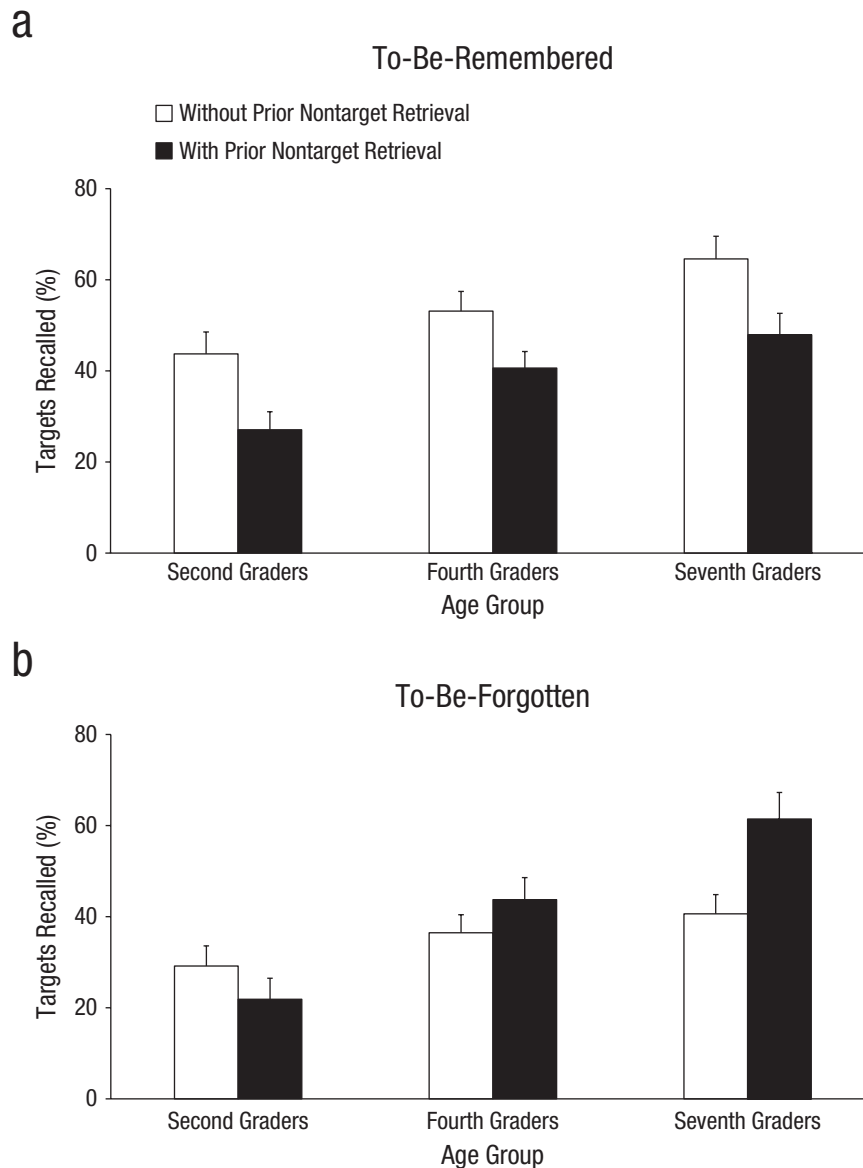 a
To-Be-Remembered
Without Prior Nontarget Retrieval
With Prior Nontarget Retrieval
80
60
40
20
0
Targets Recalled (%)
Second Graders Fourth Graders Seventh Graders
Age Group
b
To-Be-Forgotten
80
60
40
20
0
Targets Recalled (%)
Second Graders Fourth Graders Seventh Graders
Age Group